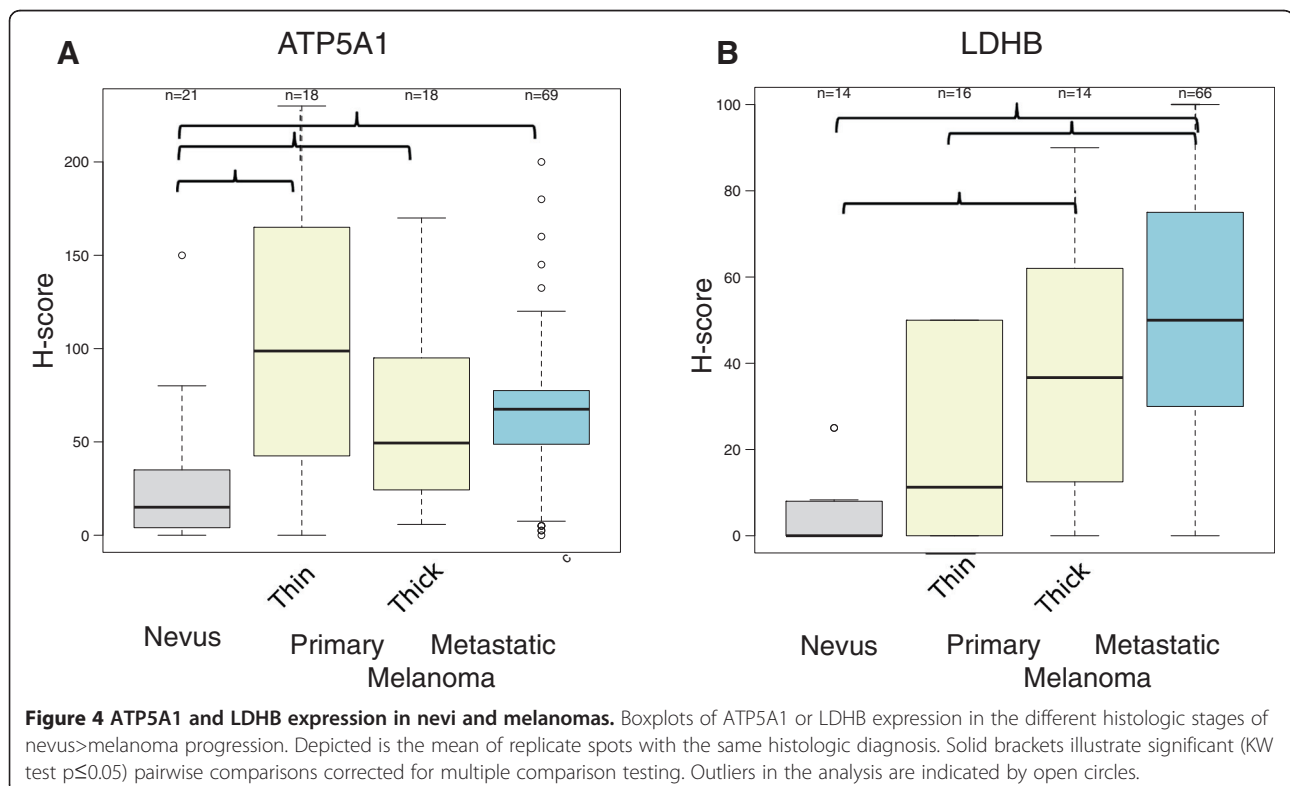 A
ATP5A1
n=21 n=18 n=18 n=69
200
150
100
50
0
H-score
Thin
Thick
Nevus
Primary
Metastatic
Melanoma
B
LDHB
n=14 n=16 n=14 n=66
100
80
60
40
20
0
H-score
Thin
Thick
Nevus
Primary
Metastatic
Melanoma
Figure 4 ATP5A1 and LDHB expression in nevi and melanomas. Boxplots of ATP5A1 or LDHB expression in the different histologic stages of
nevus>melanoma progression. Depicted is the mean of replicate spots with the same histologic diagnosis. Solid brackets illustrate significant (KW
test p≤0.05) pairwise comparisons corrected for multiple comparison testing. Outliers in the analysis are indicated by open circles.